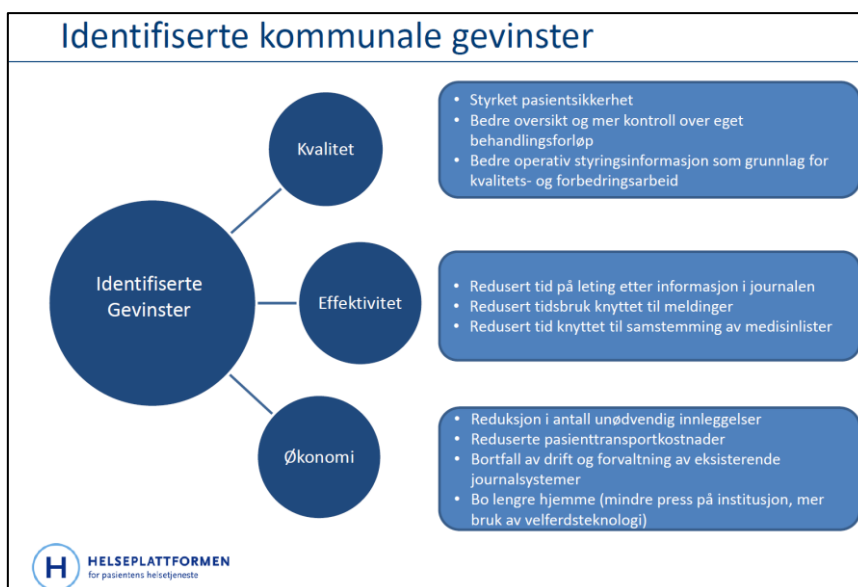 Identifiserte kommunale gevinster
Kvalitet
• Styrket pasientsikkerhet
• Bedre oversikt og mer kontroll over eget
behandlingsforløp
• Bedre operativ styringsinformasjon som grunnlag for
kvalitets- og forbedringsarbeid
Identifiserte
Gevinster
Effektivitet
• Redusert tid på leting etter informasjon i journalen
• Redusert tidsbruk knyttet til meldinger
• Redusert tid knyttet til samstemming av medisinlister
Økonomi
• Reduksjon i antall unødvendig innleggelser
• Reduserte pasienttransportkostnader
• Bortfall av drift og forvaltning av eksisterende
journalsystemer
• Bo lengre hjemme (mindre press på institusjon, mer
bruk av velferdsteknologi)
H
HELSEPLATTFORMEN
for pasientens helsetjeneste